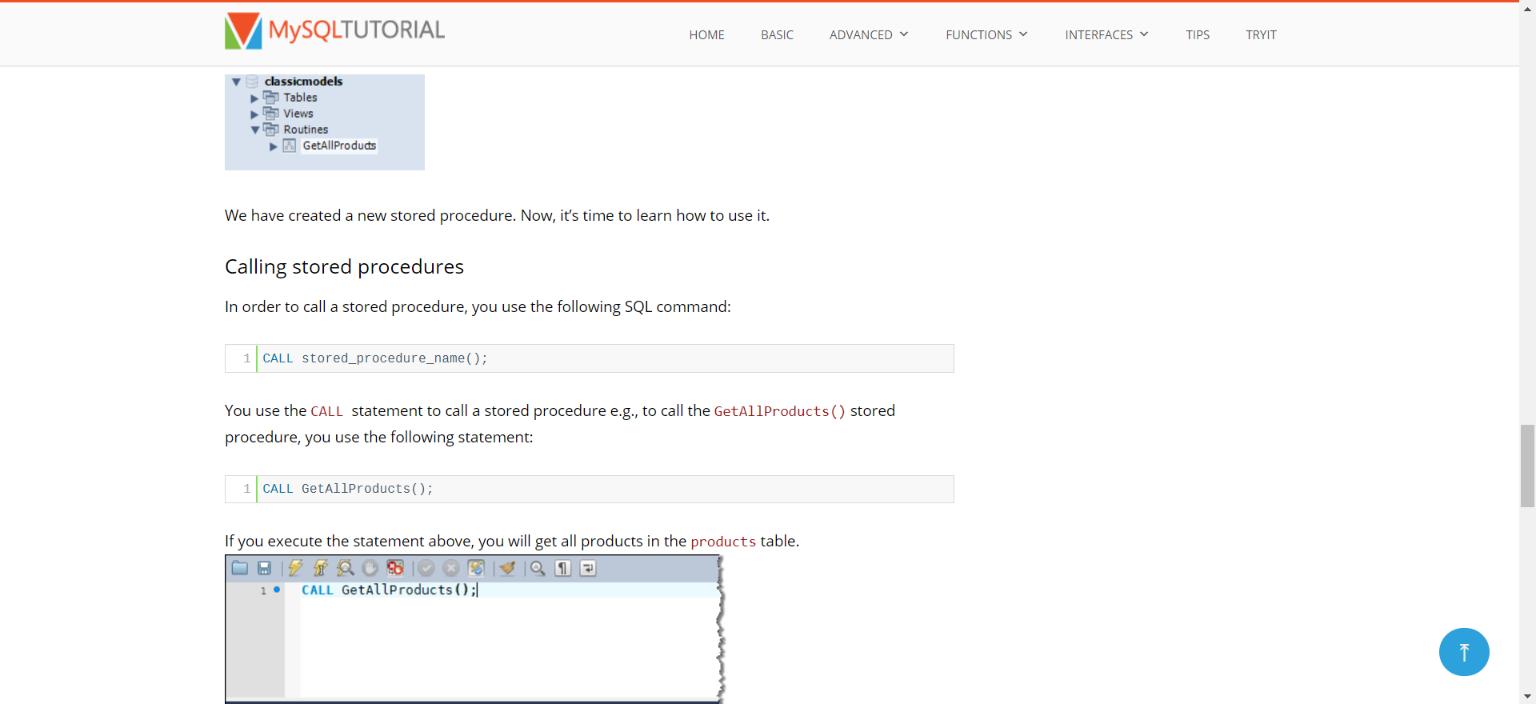 MySQLTUTORIAL
HOME BASIC ADVANCED FUNCTIONS INTERFACES TIPS TRYIT
classicmodels
Tables
Views
Routines
GetAllProducts
We have created a new stored procedure. Now, it’s time to learn how to use it.
Calling stored procedures
In order to call a stored procedure, you use the following SQL command:
1 CALL stored_procedure_name();
You use the CALL statement to call a stored procedure e.g., to call the GetAllProducts() stored
procedure, you use the following statement:
1 CALL GetAllProducts();
If you execute the statement above, you will get all products in the products table.
1 CALL GetAllProducts();